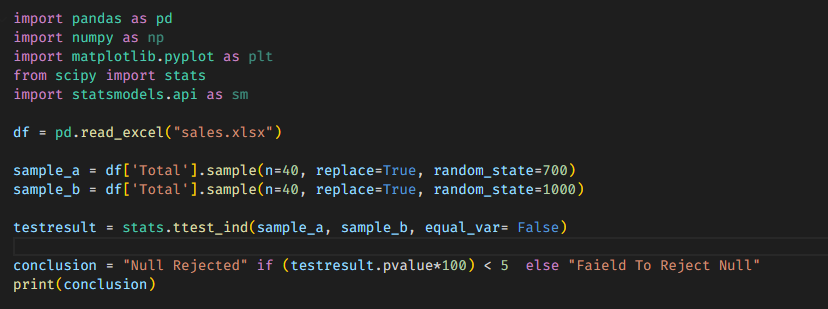 import pandas as pd
import numpy as np
import matplotlib.pyplot as plt
from scipy import stats
import statsmodels.api as sm
df = pd.read_excel("sales.xlsx")
sample_a = df['Total'].sample(n=40, replace=True, random_state=700)
sample_b = df['Total'].sample(n=40, replace=True, random_state=1000)
testresult = stats.ttest_ind(sample_a, sample_b, equal_var= False)
conclusion = "Null Rejected" if (testresult.pvalue*100) < 5  else "Faield To Reject Null"
print(conclusion)